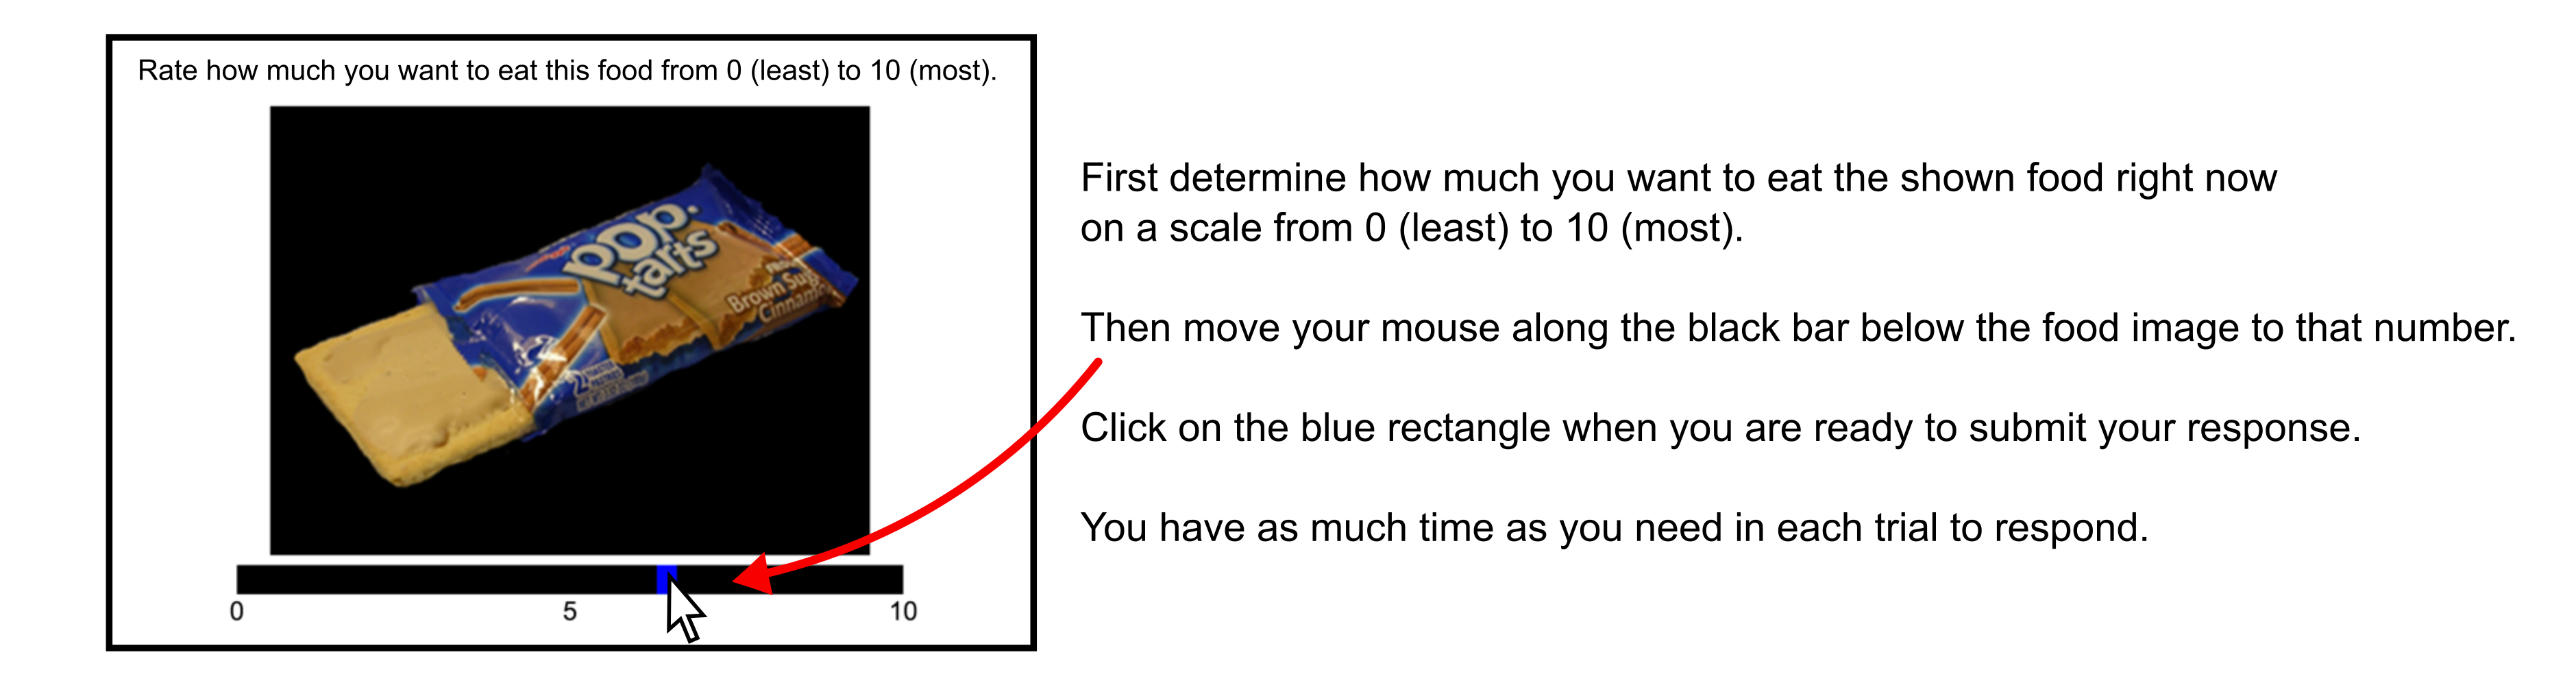 Rate how much you want to eat this food from 0 (least) to 10 (most).
pop.
tarts
Brown Sug
Cinnamo
2
0
5
10
First determine how much you want to eat the shown food right now
on a scale from 0 (least) to 10 (most).
Then move your mouse along the black bar below the food image to that number.
Click on the blue rectangle when you are ready to submit your response.
You have as much time as you need in each trial to respond.